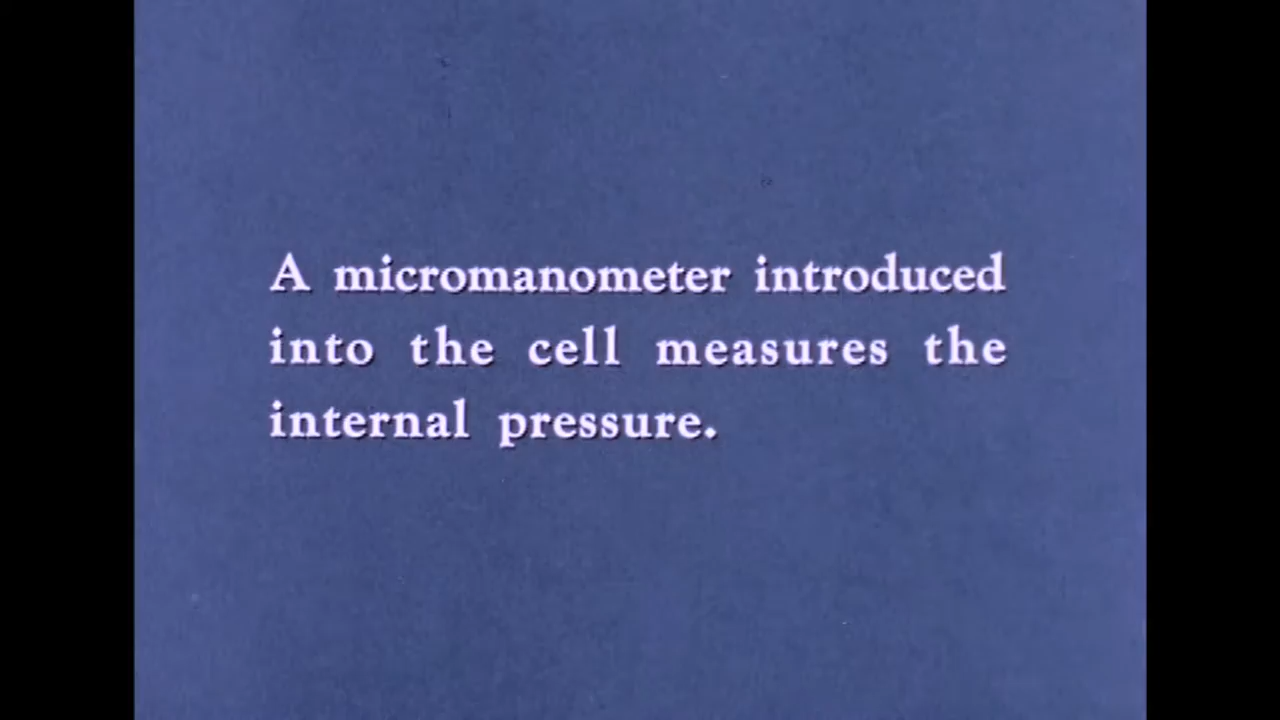 A micromanometer introduced
into the cell measures the
internal pressure.